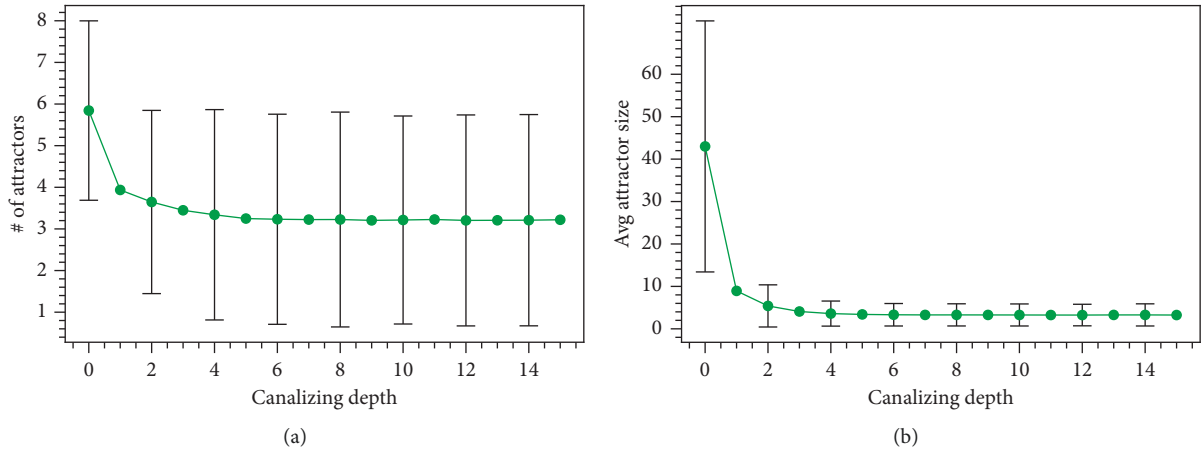 # of attractors
8
7
6
5
4
3
2
1
0 2 4 6 8 10 12 14
Canalizing depth
(a)
Avg attractor size
60
50
40
30
20
10
0
0 2 4 6 8 10 12 14
Canalizing depth
(b)